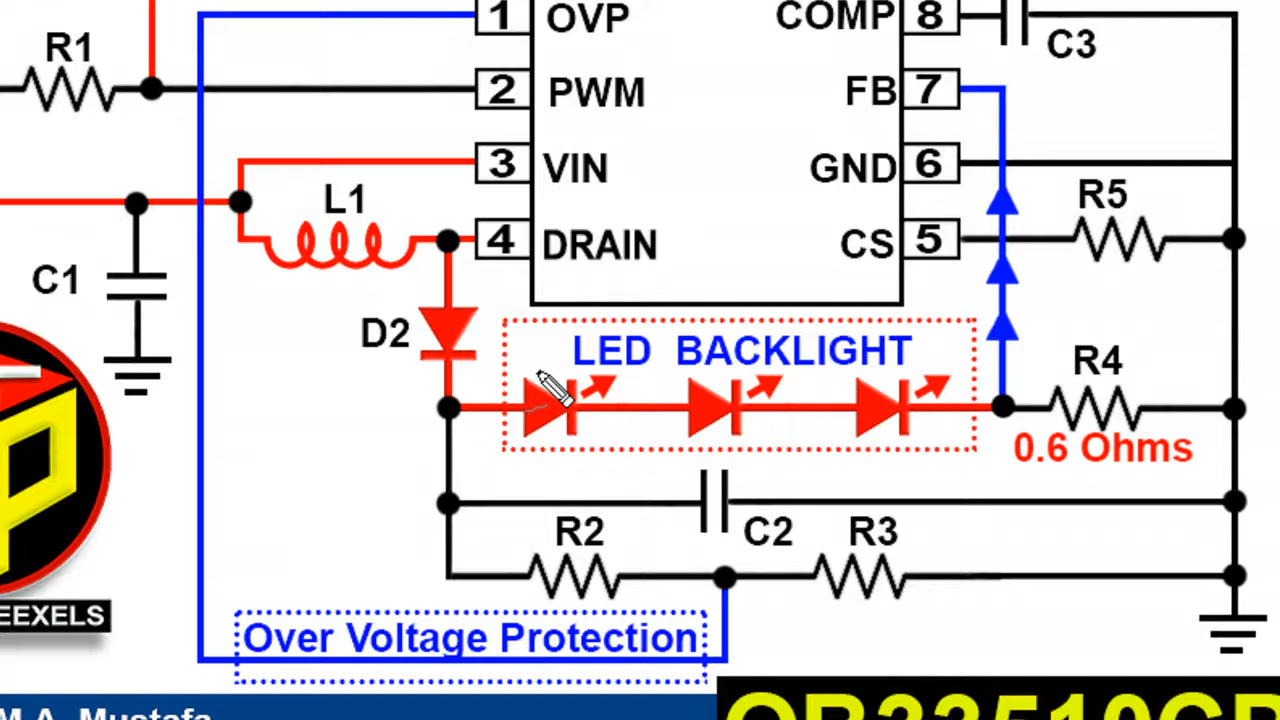 1 OVP COMP 8
C3
R1
2 PWM FB 7
3 VIN GND 6
L1 R5
4 DRAIN CS 5
C1
D2
LED BACKLIGHT
R4
0.6 Ohms
R2 C2 R3
EEXELS
Over Voltage Protection
M.A. Mustafa